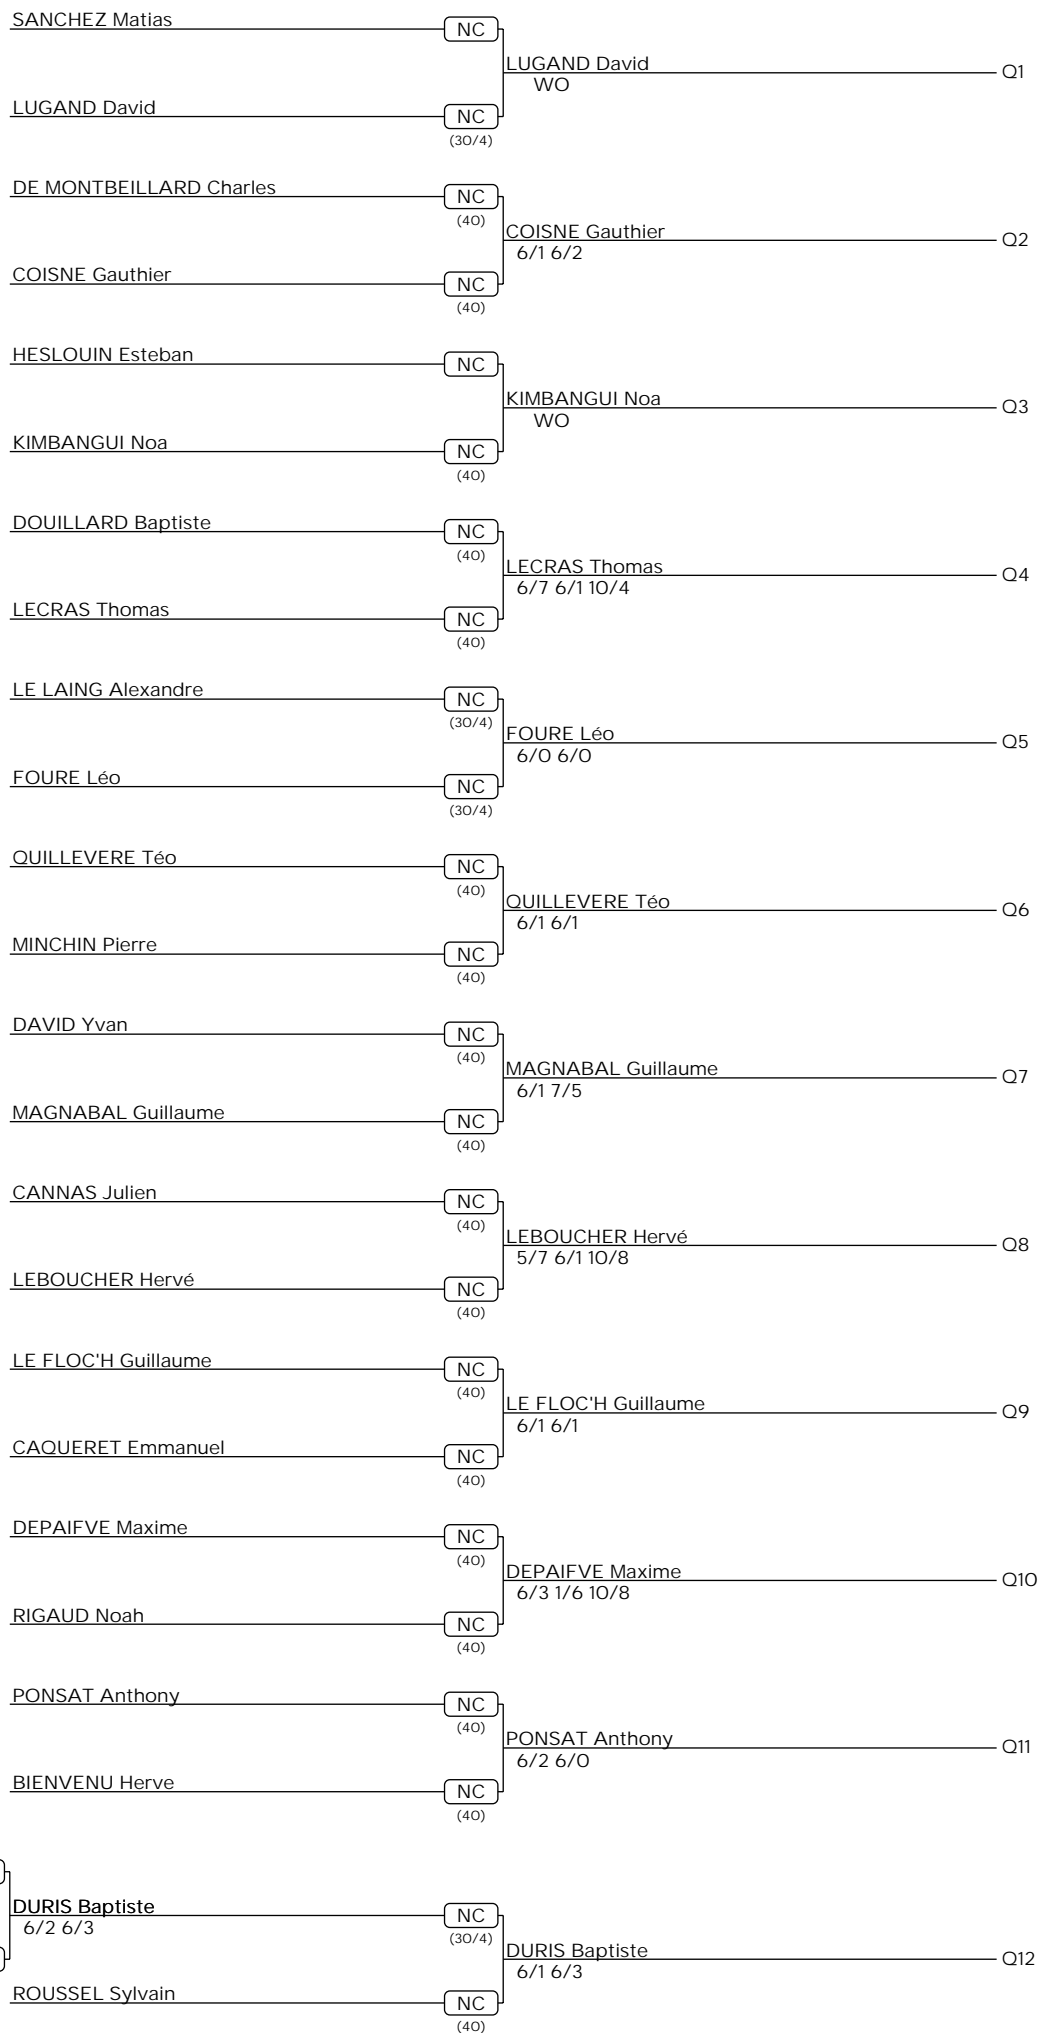 SANCHEZ Matias
NC
LUGAND David
WO
Q1
LUGAND David
NC
(30/4)
DE MONTBEILLARD Charles
NC
(40)
COISNE Gauthier
6/1 6/2
Q2
COISNE Gauthier
NC
(40)
HESLOUIN Esteban
NC
KIMBANGUI Noa
WO
Q3
KIMBANGUI Noa
NC
(40)
DOUILLARD Baptiste
NC
(40)
LECRAS Thomas
6/7 6/1 10/4
Q4
LECRAS Thomas
NC
(40)
LE LAING Alexandre
NC
(30/4)
FOURE Léo
6/0 6/0
Q5
FOURE Léo
NC
(30/4)
QUILLEVERE Téo
NC
(40)
QUILLEVERE Téo
6/1 6/1
Q6
MINCHIN Pierre
NC
(40)
DAVID Yvan
NC
(40)
MAGNABAL Guillaume
6/1 7/5
Q7
MAGNABAL Guillaume
NC
(40)
CANNAS Julien
NC
(40)
LEBOUCHER Hervé
5/7 6/1 10/8
Q8
LEBOUCHER Hervé
NC
(40)
LE FLOC'H Guillaume
NC
(40)
LE FLOC'H Guillaume
6/1 6/1
Q9
CAQUERET Emmanuel
NC
(40)
DEPAIFVE Maxime
NC
(40)
DEPAIFVE Maxime
6/3 1/6 10/8
Q10
RIGAUD Noah
NC
(40)
PONSAT Anthony
NC
(40)
PONSAT Anthony
6/2 6/0
Q11
BIENVENU Herve
NC
(40)
DURIS Baptiste
6/2 6/3
NC
(30/4)
DURIS Baptiste
6/1 6/3
Q12
ROUSSEL Sylvain
NC
(40)